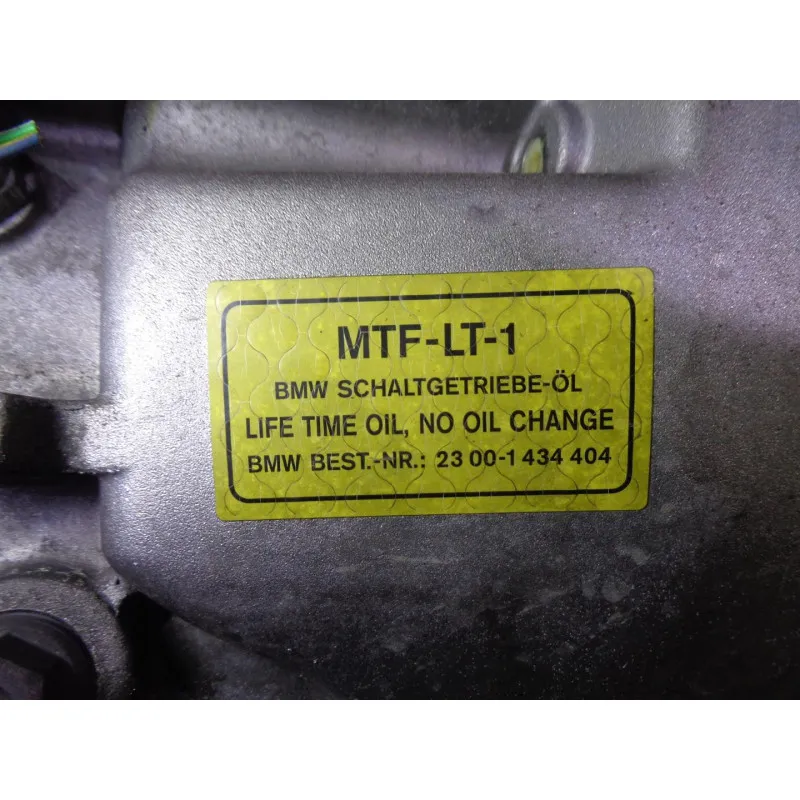 MTF-LT-1
BMW SCHALTGETRIEBE-ÖL
LIFE TIME OIL, NO OIL CHANGE
BMW BEST.-NR.: 23 00-1 434 404